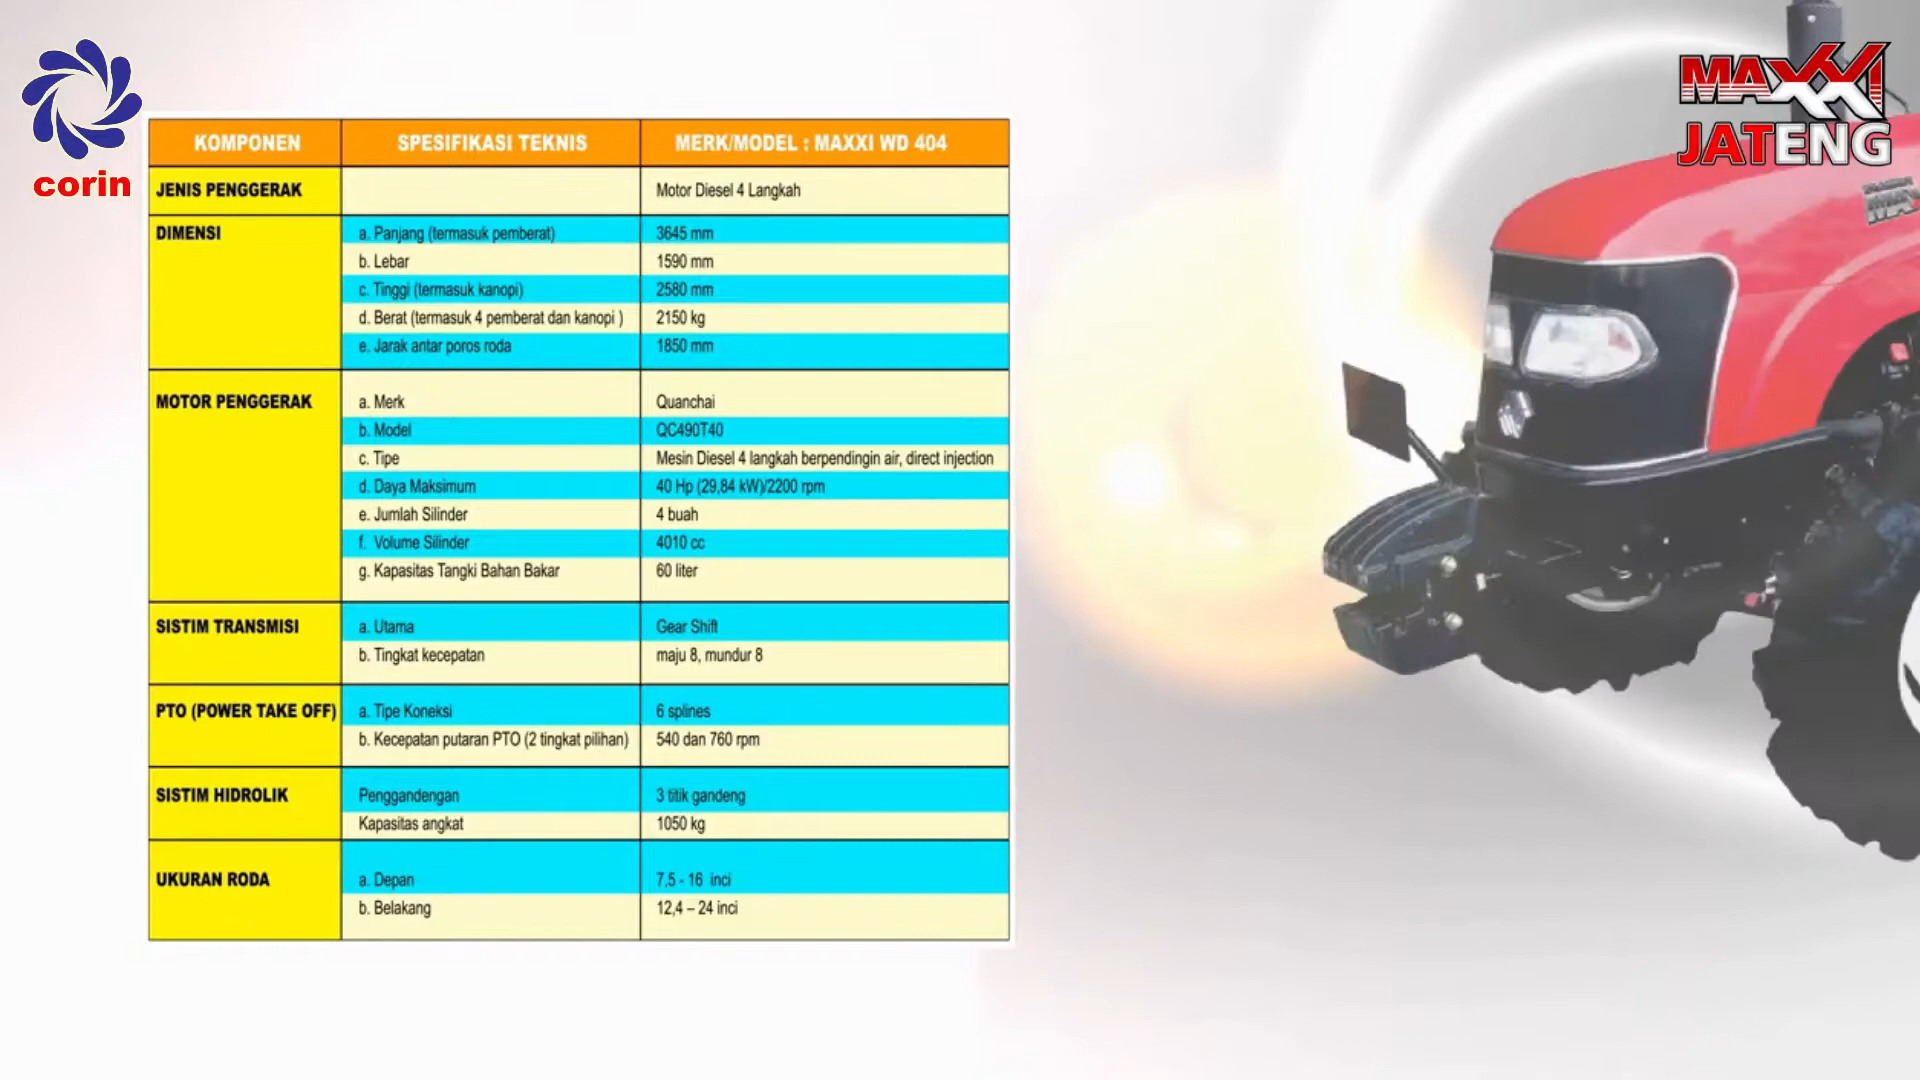 corin
MAXXI
JATENG
KOMPONEN SPESIFIKASI TEKNIS MERK/MODEL : MAXXI WD 404
JENIS PENGGERAK Motor Diesel 4 Langkah
DIMENSI a. Panjang (termasuk pemberat) 3645 mm
b. Lebar 1590 mm
c. Tinggi (termasuk kanopi) 2580 mm
d. Berat (termasuk 4 pemberat dan kanopi ) 2150 kg
e. Jarak antar poros roda 1850 mm
MOTOR PENGGERAK a. Merk Quanchai
b. Model QC490T40
c. Tipe Mesin Diesel 4 langkah berpendingin air, direct injection
d. Daya Maksimum 40 Hp (29,84 kW)/2200 rpm
e. Jumlah Silinder 4 buah
f. Volume Silinder 4010 cc
g. Kapasitas Tangki Bahan Bakar 60 liter
SISTIM TRANSMISI a. Utama Gear Shift
b. Tingkat kecepatan maju 8, mundur 8
PTO (POWER TAKE OFF) a. Tipe Koneksi 6 splines
b. Kecepatan putaran PTO (2 tingkat pilihan) 540 dan 760 rpm
SISTIM HIDROLIK Penggandengan 3 titik gandeng
Kapasitas angkat 1050 kg
UKURAN RODA a. Depan 7,5 - 16 inci
b. Belakang 12,4 – 24 inci